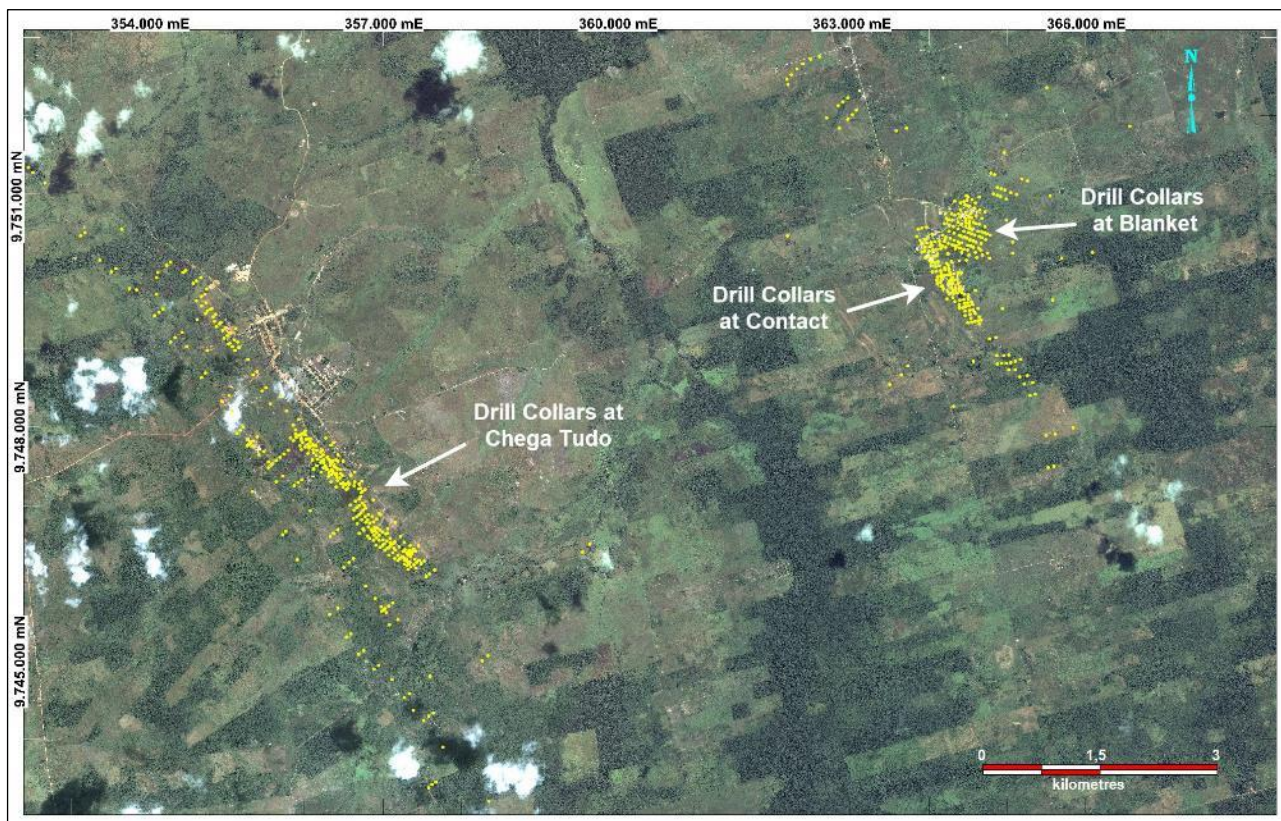 354.000 mE 357.000 mE 360.000 mE 363.000 mE 366.000 mE
N
9.751.000 mN
Drill Collars
at Blanket
Drill Collars
at Contact
Drill Collars at
Chega Tudo
9.748.000 mN
9.745.000 mN
0 1,5 3
kilometres